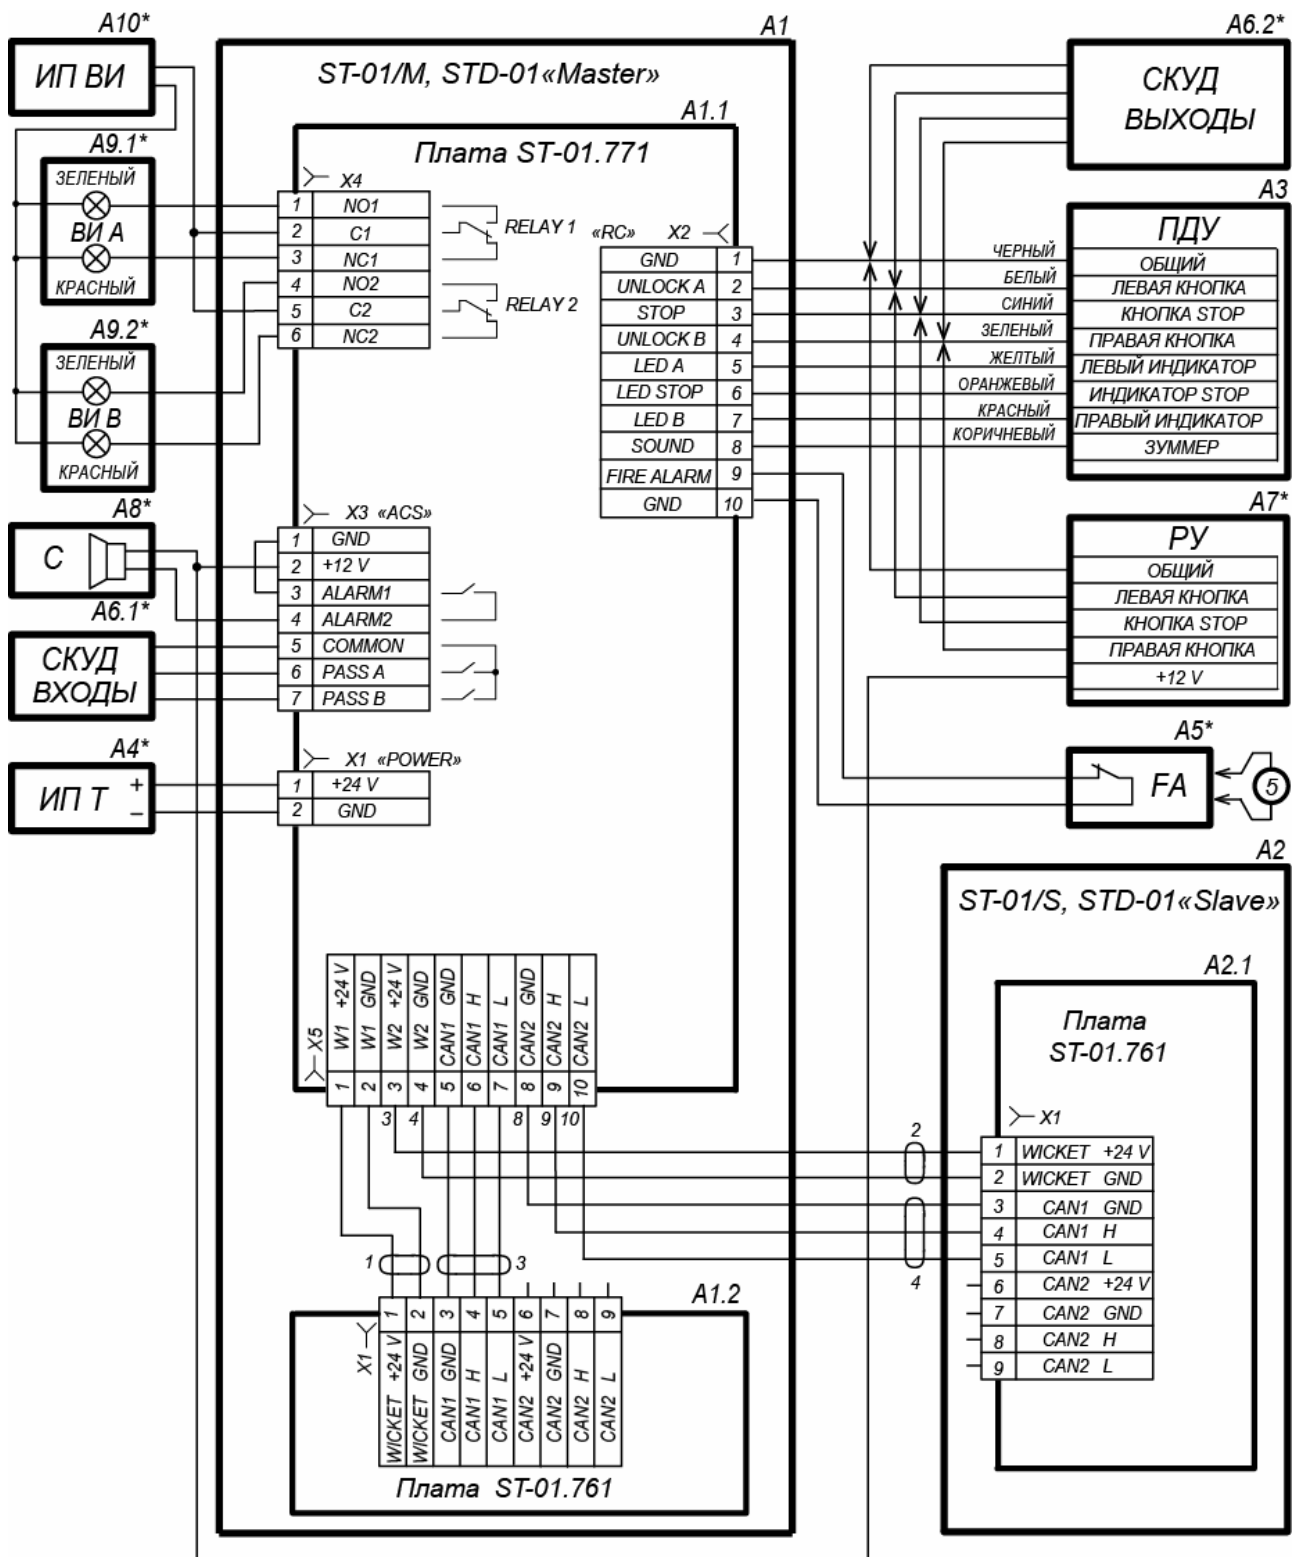 A10*
ИП ВИ
A9.1*
ЗЕЛЕНЫЙ
ВИ А
КРАСНЫЙ
A9.2*
ЗЕЛЕНЫЙ
ВИ В
КРАСНЫЙ
A8*
С
A6.1*
СКУД
ВХОДЫ
A4*
ИП Т
+
–
A1
ST-01/M, STD-01«Master»
A1.1
Плата ST-01.771
X4
1 NO1
2 C1
3 NC1
4 NO2
5 C2
6 NC2
RELAY 1
RELAY 2
«RC» X2
GND 1
UNLOCK A 2
STOP 3
UNLOCK B 4
LED A 5
LED STOP 6
LED B 7
SOUND 8
FIRE ALARM 9
GND 10
X3 «ACS»
1 GND
2 +12 V
3 ALARM1
4 ALARM2
5 COMMON
6 PASS A
7 PASS B
X1 «POWER»
1 +24 V
2 GND
X5
1 W1 +24 V
2 W1 GND
3 W2 +24 V
4 W2 GND
5 CAN1 GND
6 CAN1 H
7 CAN1 L
8 CAN2 GND
9 CAN2 H
10 CAN2 L
3 4 8 9 10
1
3
2
4
A1.2
X1
1 WICKET +24 V
2 WICKET GND
3 CAN1 GND
4 CAN1 H
5 CAN1 L
6 CAN2 +24 V
7 CAN2 GND
8 CAN2 H
9 CAN2 L
Плата ST-01.761
A6.2*
СКУД
ВЫХОДЫ
A3
ПДУ
ЧЕРНЫЙ ОБЩИЙ
БЕЛЫЙ ЛЕВАЯ КНОПКА
СИНИЙ КНОПКА STOP
ЗЕЛЕНЫЙ ПРАВАЯ КНОПКА
ЖЕЛТЫЙ ЛЕВЫЙ ИНДИКАТОР
ОРАНЖЕВЫЙ ИНДИКАТОР STOP
КРАСНЫЙ ПРАВЫЙ ИНДИКАТОР
КОРИЧНЕВЫЙ ЗУММЕР
A7*
РУ
ОБЩИЙ
ЛЕВАЯ КНОПКА
КНОПКА STOP
ПРАВАЯ КНОПКА
+12 V
A5*
FA
5
A2
ST-01/S, STD-01«Slave»
A2.1
Плата
ST-01.761
X1
1 WICKET +24 V
2 WICKET GND
3 CAN1 GND
4 CAN1 H
5 CAN1 L
6 CAN2 +24 V
7 CAN2 GND
8 CAN2 H
9 CAN2 L